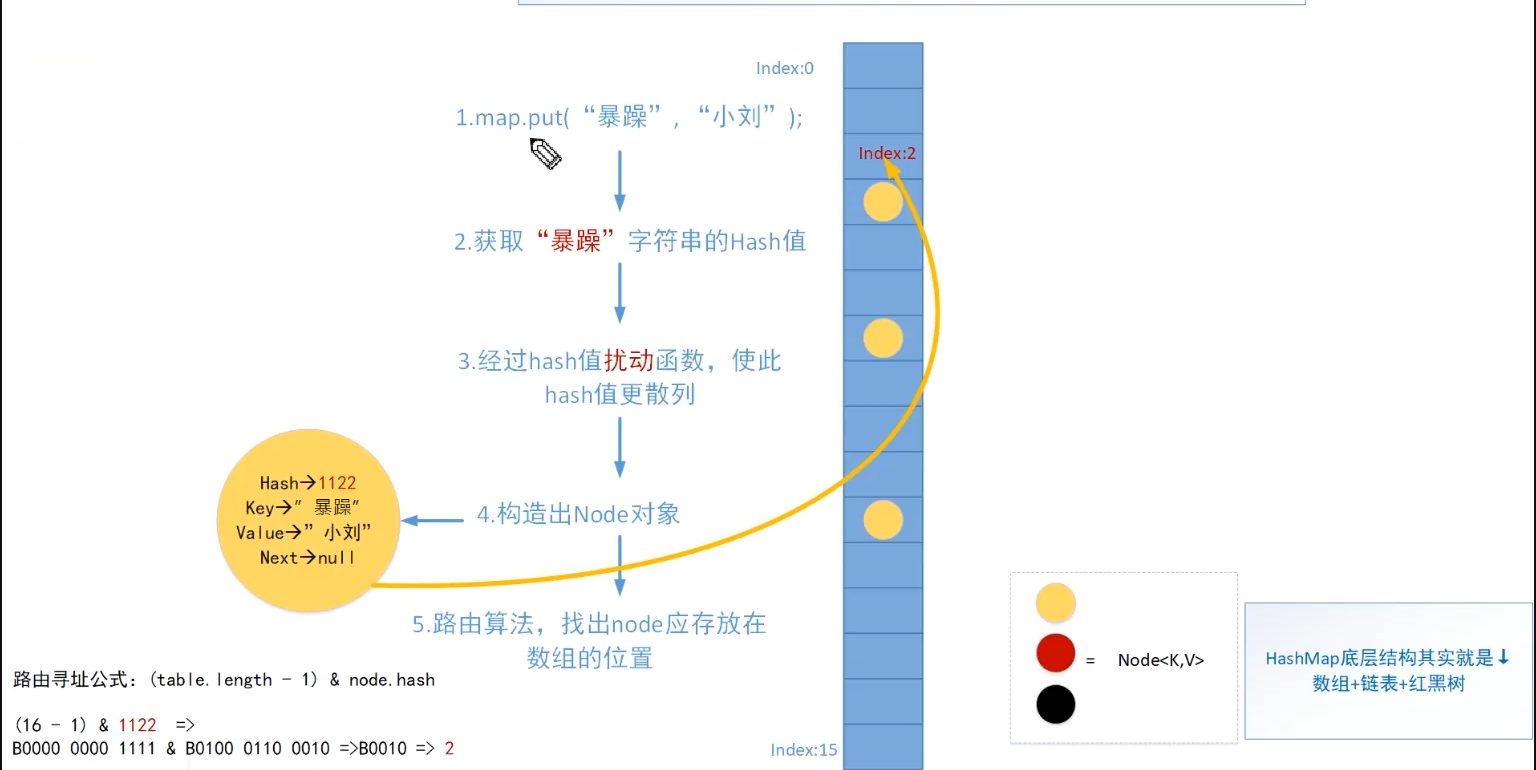 Index:0
1.map.put(“暴躁”,“小刘”);
Index:2
2.获取“暴躁”字符串的Hash值
3.经过hash值扰动函数，使此
hash值更散列
Hash→1122
Key→”暴躁”
Value→”小刘”
Next→null
4.构造出Node对象
5.路由算法，找出node应存放在
数组的位置
路由寻址公式：(table.length - 1) & node.hash
(16 - 1) & 1122 =>
B0000 0000 1111 & B0100 0110 0010 =>B0010 => 2
Index:15
= Node<K,V>
HashMap底层结构其实就是↓
数组+链表+红黑树